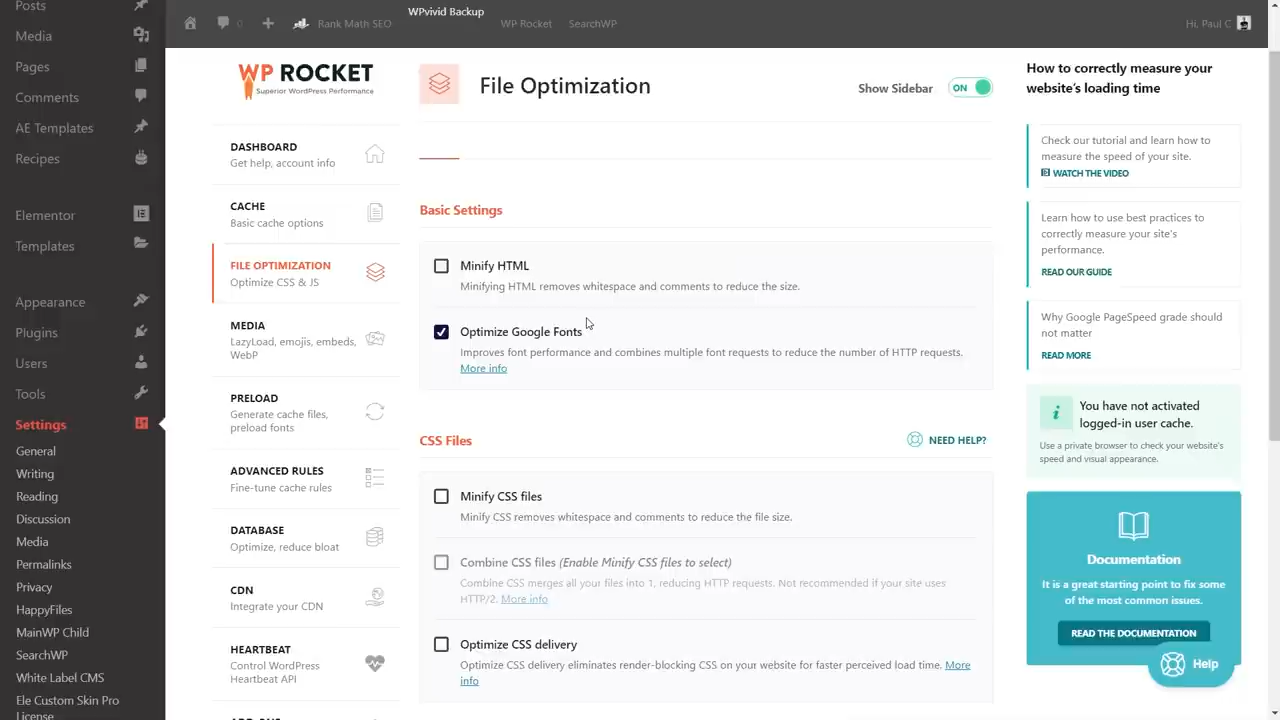 Posts
Media
Pages
Comments
AE Templates
Recipes
Elementor
Templates
Appearance
Plugins
Users
Tools
Settings
General
Writing
Reading
Discussion
Media
Permalinks
Privacy
HappyFiles
MainWP Child
SearchWP
White Label CMS
Ele Custom Skin Pro
License
0
Rank Math SEO
WPvivid Backup
WP Rocket
SearchWP
Hi, Paul C
WP ROCKET
Superior WordPress Performance
DASHBOARD
Get help, account info
CACHE
Basic cache options
FILE OPTIMIZATION
Optimize CSS & JS
MEDIA
LazyLoad, emojis, embeds,
WebP
PRELOAD
Generate cache files,
preload fonts
ADVANCED RULES
Fine-tune cache rules
DATABASE
Optimize, reduce bloat
CDN
Integrate your CDN
HEARTBEAT
Control WordPress
Heartbeat API
File Optimization
Show Sidebar
ON
Basic Settings
Minify HTML
Minifying HTML removes whitespace and comments to reduce the size.
Optimize Google Fonts
Improves font performance and combines multiple font requests to reduce the number of HTTP requests.
More info
CSS Files
NEED HELP?
Minify CSS files
Minify CSS removes whitespace and comments to reduce the file size.
Combine CSS files (Enable Minify CSS files to select)
Combine CSS merges all your files into 1, reducing HTTP requests. Not recommended if your site uses
HTTP/2. More info
Optimize CSS delivery
Optimize CSS delivery eliminates render-blocking CSS on your website for faster perceived load time. More
info
How to correctly measure your
website's loading time
Check our tutorial and learn how to
measure the speed of your site.
WATCH THE VIDEO
Learn how to use best practices to
correctly measure your site's
performance.
READ OUR GUIDE
Why Google PageSpeed grade should
not matter
READ MORE
i
You have not activated
logged-in user cache.
Use a private browser to check your website's
speed and visual appearance.
Documentation
It is a great starting point to fix some
of the most common issues.
READ THE DOCUMENTATION
Help